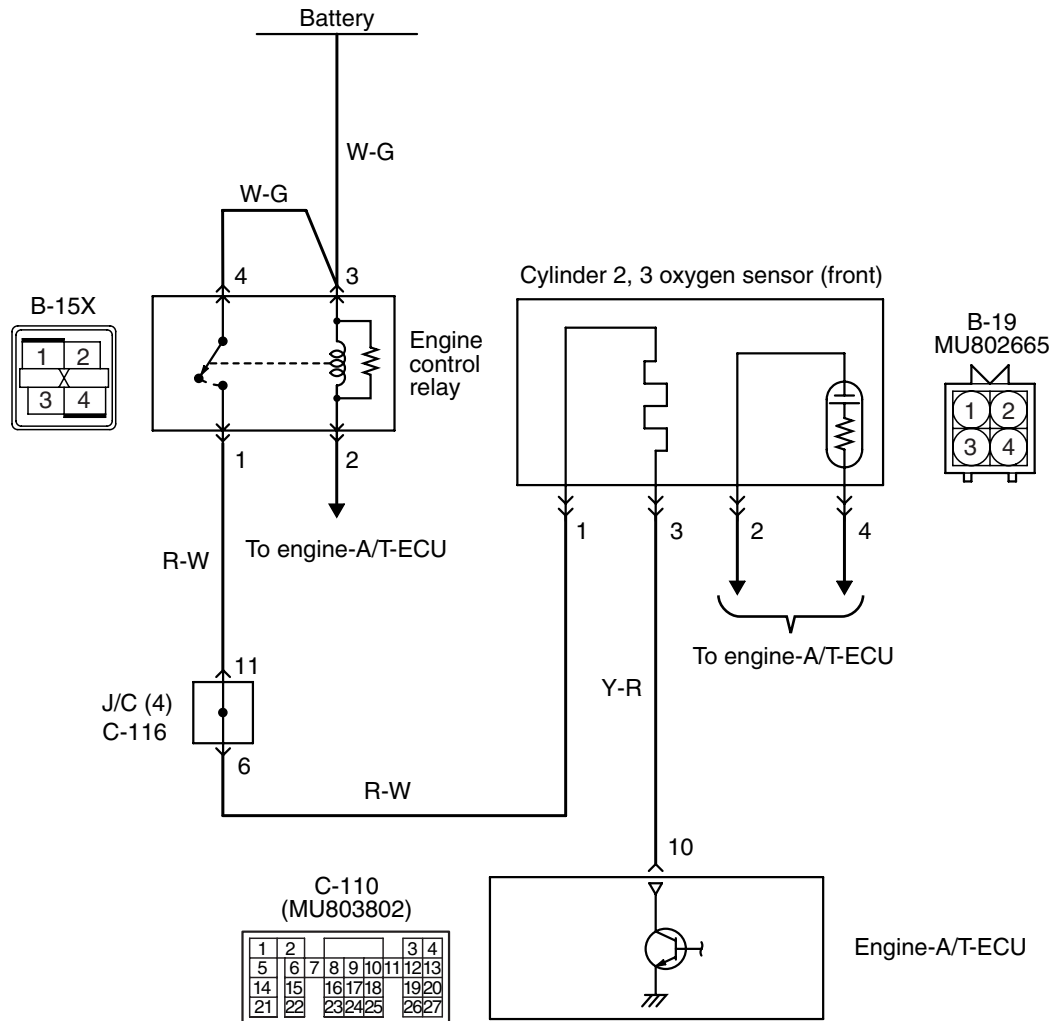 Battery
W-G
W-G
4
3
B-15X
1 2
3 4
X
Engine
control
relay
1
2
To engine-A/T-ECU
Cylinder 2, 3 oxygen sensor (front)
B-19
MU802665
1 2
3 4
1
3
2
4
To engine-A/T-ECU
R-W
11
J/C (4)
C-116
6
R-W
Y-R
10
C-110
(MU803802)
1 2 3 4
5 6 7 8 9 10 11 12 13
14 15 16 17 18 19 20
21 22 23 24 25 26 27
Engine-A/T-ECU